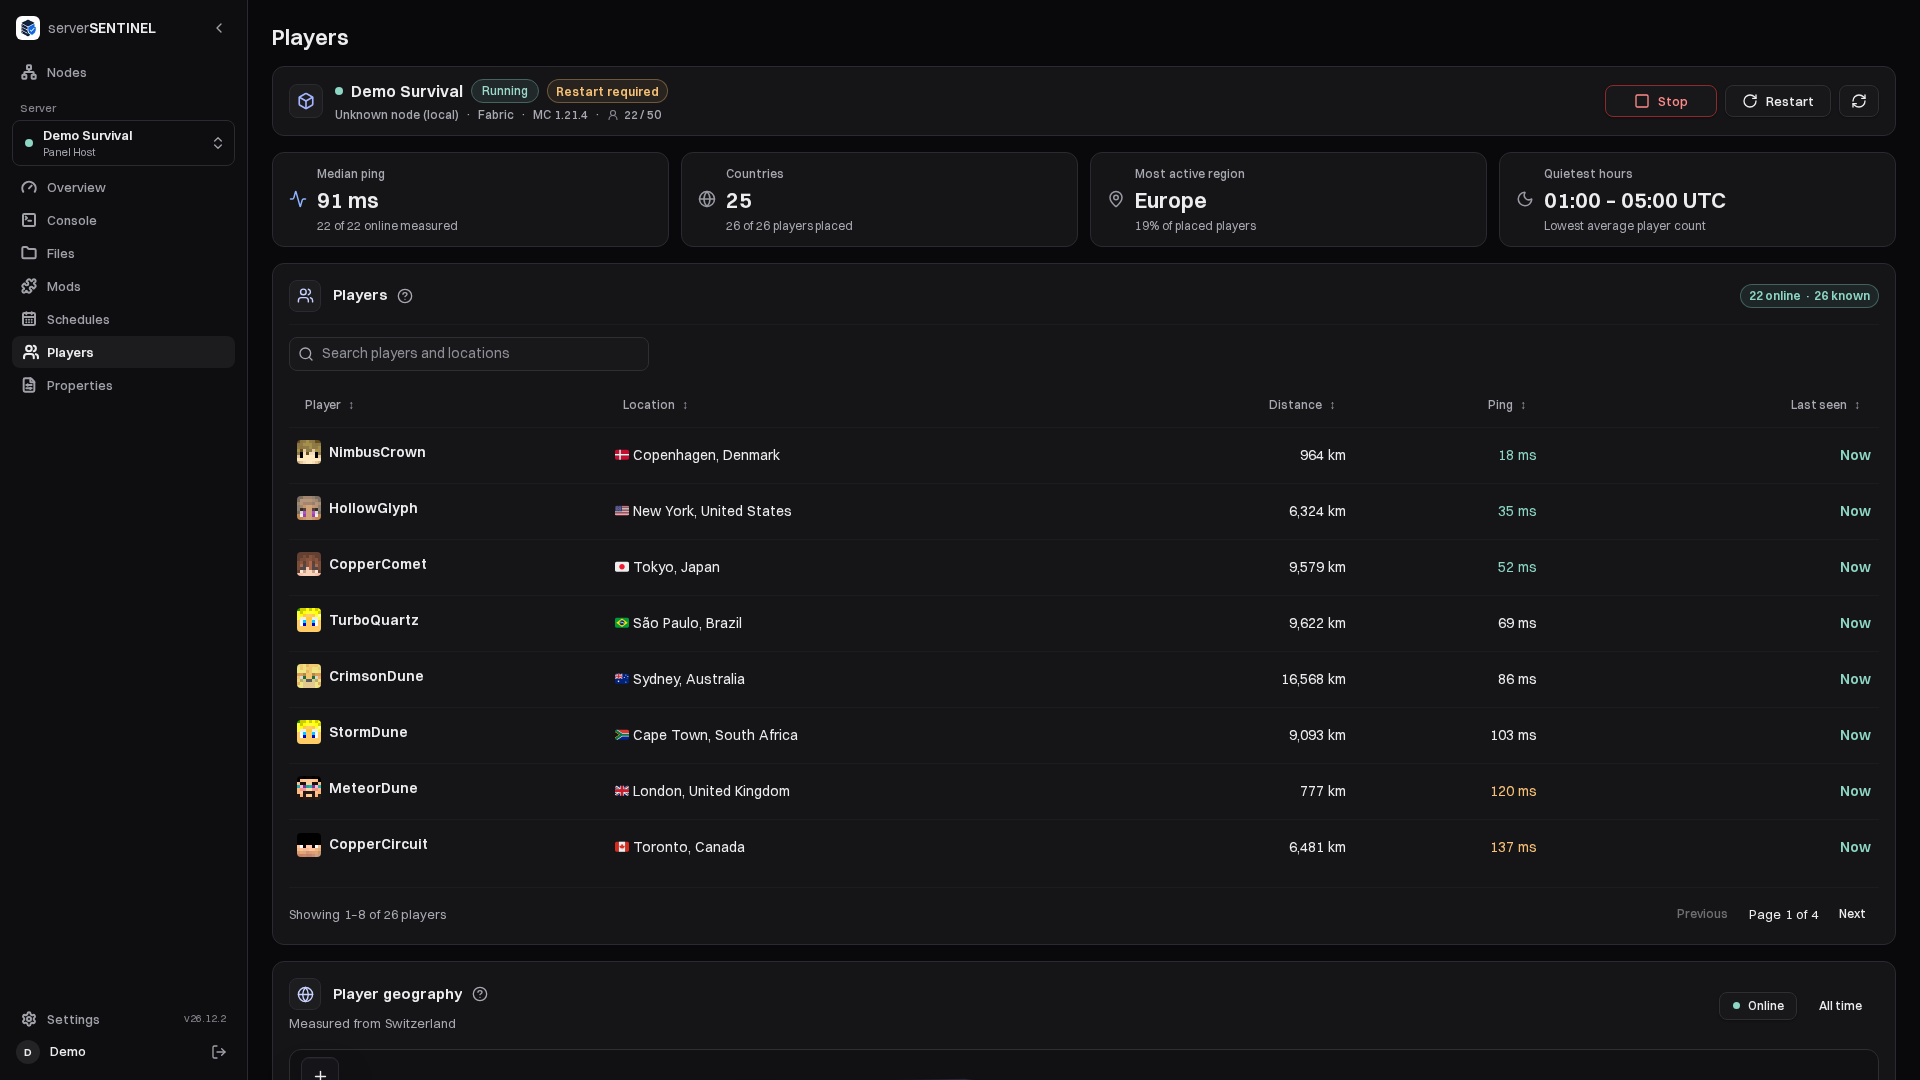 serverSENTINEL
Nodes
Server
Demo Survival
Panel Host
Overview
Console
Files
Mods
Schedules
Players
Properties
Settings
v26.12.2
D
Demo
Players
Demo Survival
Running
Restart required
Unknown node (local) · Fabric · MC 1.21.4 · 22 / 50
Stop
Restart
Median ping
91 ms
22 of 22 online measured
Countries
25
26 of 26 players placed
Most active region
Europe
19% of placed players
Quietest hours
01:00 – 05:00 UTC
Lowest average player count
Players
22 online · 26 known
Search players and locations
Player ↕ Location ↕ Distance ↕ Ping ↕ Last seen ↕
NimbusCrown Copenhagen, Denmark 964 km 18 ms Now
HollowGlyph New York, United States 6,324 km 35 ms Now
CopperComet Tokyo, Japan 9,579 km 52 ms Now
TurboQuartz São Paulo, Brazil 9,622 km 69 ms Now
CrimsonDune Sydney, Australia 16,568 km 86 ms Now
StormDune Cape Town, South Africa 9,093 km 103 ms Now
MeteorDune London, United Kingdom 777 km 120 ms Now
CopperCircuit Toronto, Canada 6,481 km 137 ms Now
Showing 1–8 of 26 players
Previous
Page 1 of 4
Next
Player geography
Measured from Switzerland
Online
All time
+